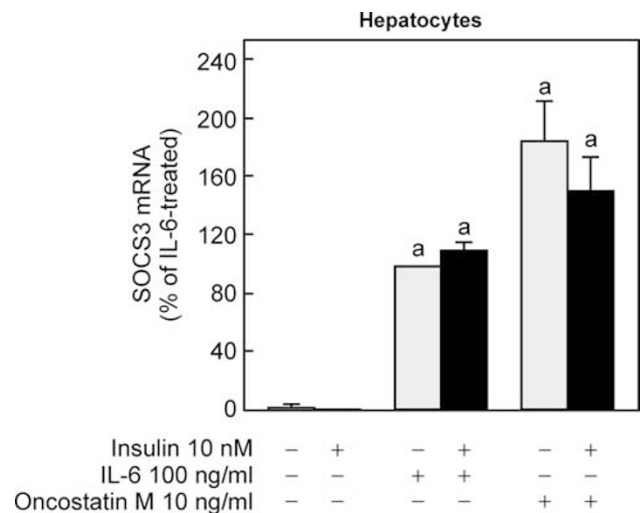 Hepatocytes
SOCS3 mRNA
(% of IL-6-treated)
240
200
160
120
80
40
0
a
a
a
a
Insulin 10 nM – + – + – +
IL-6 100 ng/ml – – + + – –
Oncostatin M 10 ng/ml – – – – + +